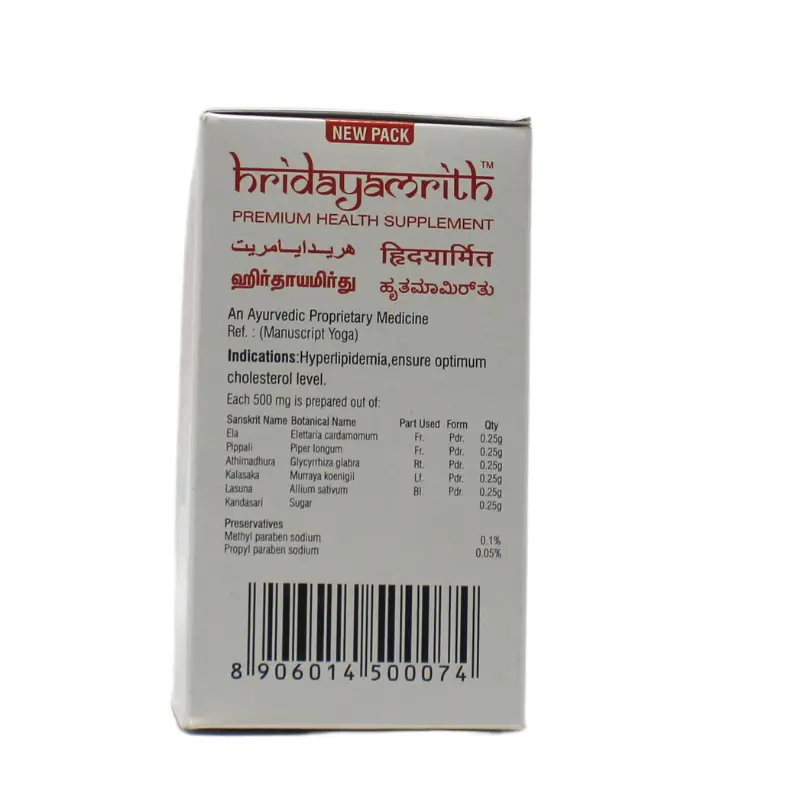 NEW PACK
hridayamrith™
PREMIUM HEALTH SUPPLEMENT
هريدايامريت हृिदयार्मित
ஹிர்தாயமிர்து ಹೃತಮಾಮಿರ್ತು
An Ayurvedic Proprietary Medicine
Ref. : (Manuscript Yoga)
Indications:Hyperlipidemia,ensure optimum
cholesterol level.
Each 500 mg is prepared out of:
Sanskrit Name Botanical Name Part Used Form Qty
Ela Elettaria cardamomum Fr. Pdr. 0.25g
Pippali Piper longum Fr. Pdr. 0.25g
Athimadhura Glycyrrhiza glabra Rt. Pdr. 0.25g
Kalasaka Murraya koenigil Lf. Pdr. 0.25g
Lasuna Allium sativum Bl. Pdr. 0.25g
Kandasari Sugar 0.25g
Preservatives
Methyl paraben sodium 0.1%
Propyl paraben sodium 0.05%
8 906014 500074